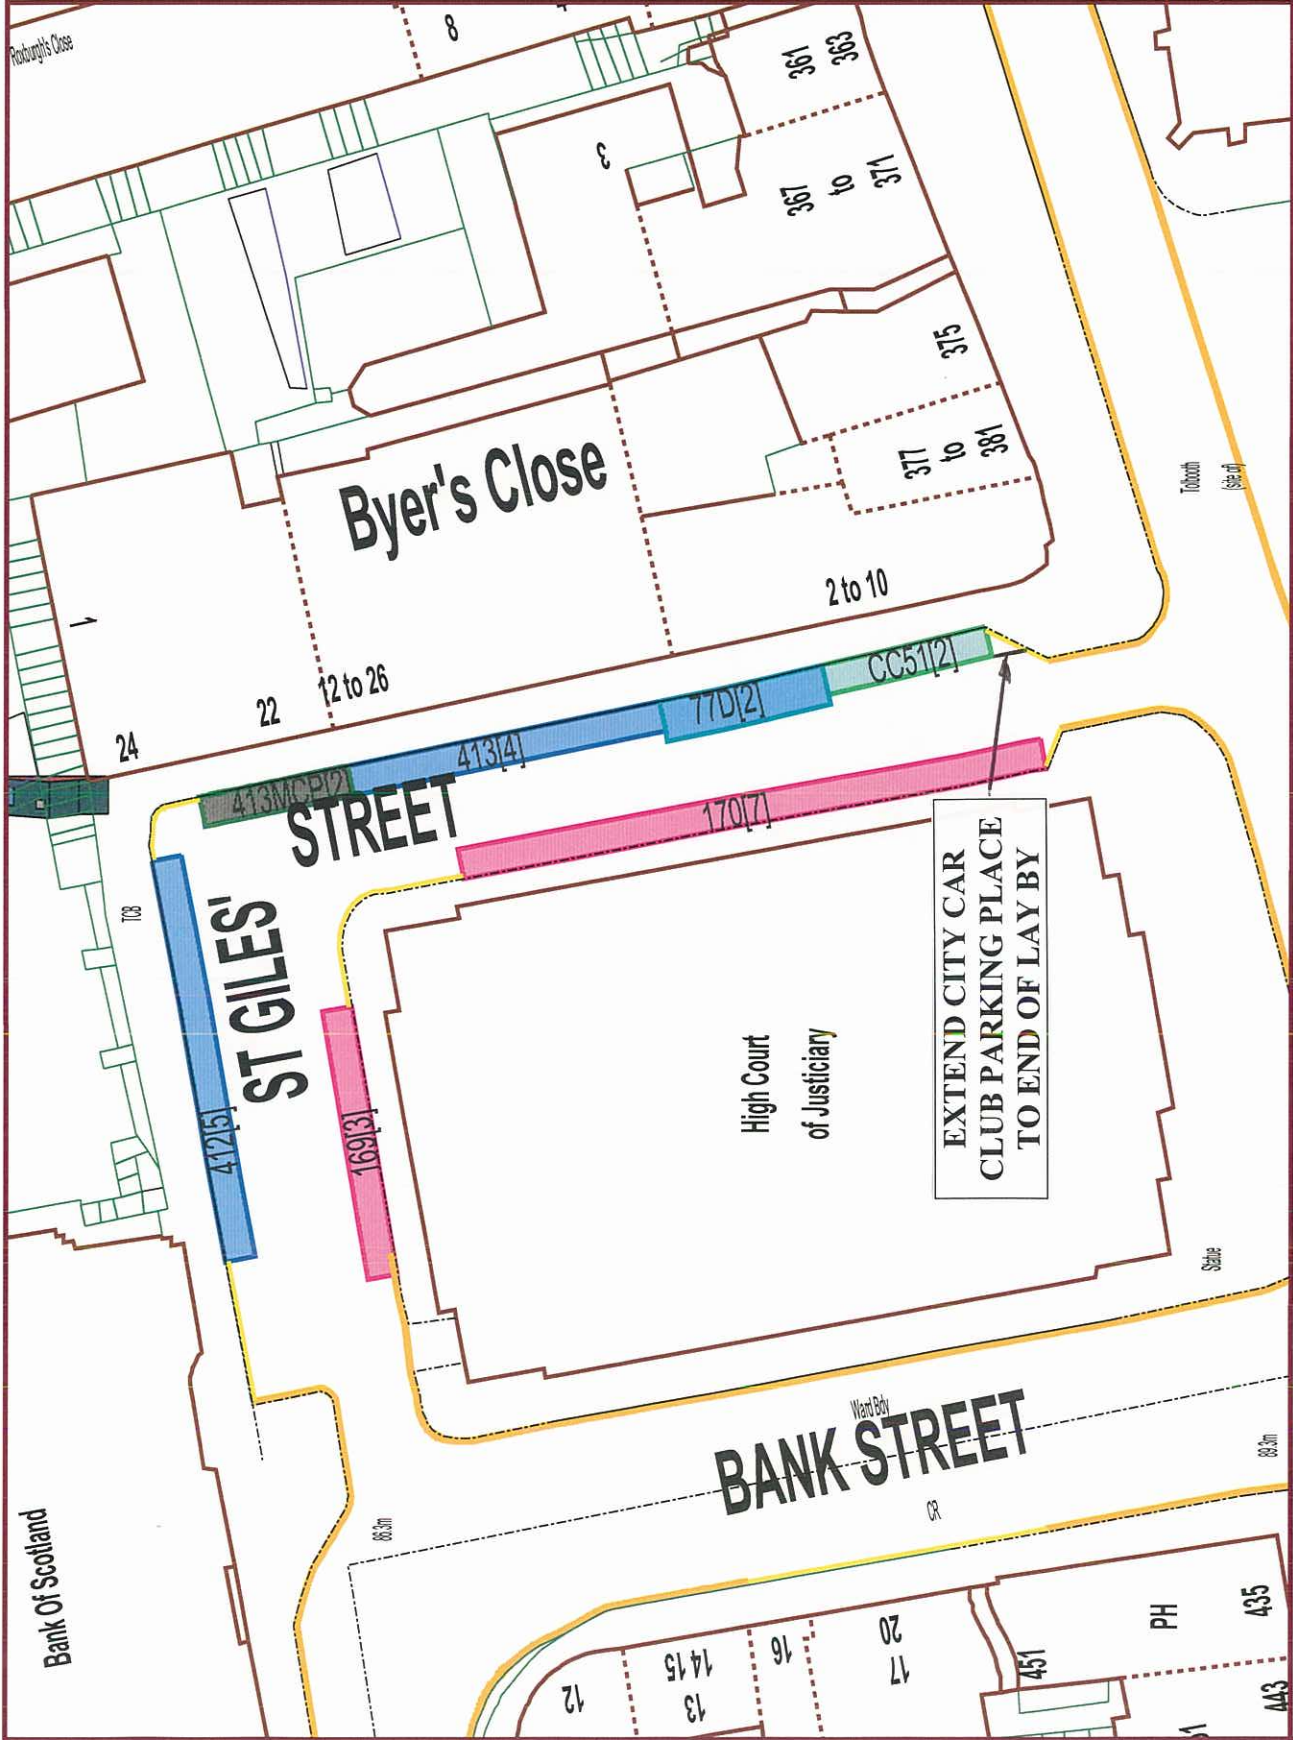 Roxburgh's Close
8
361
363
3
367
to
371
375
377
to
381
Byer's Close
Tolbooth
(site of)
1
2 to 10
12 to 26
22
24
CC51[2]
77D[2]
413[4]
413MCP[2
STREET
ST GILES'
170[7]
TCB
412[5]
169[3]
High Court
of Justiciary
EXTEND CITY CAR
CLUB PARKING PLACE
TO END OF LAY BY
Statue
Bank Of Scotland
86.3m
BANK STREET
Ward Bdy
CR
89.3m
12
13
14 15
16
17
20
451
PH
435
443